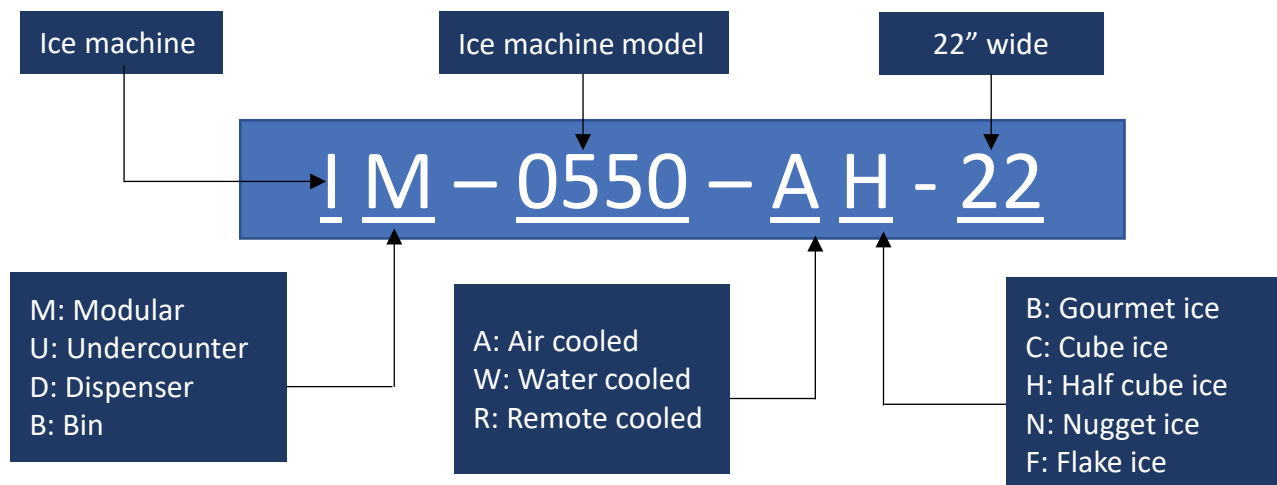 Ice machine
Ice machine model
22” wide
I M – 0550 – A H - 22
M: Modular
U: Undercounter
D: Dispenser
B: Bin
A: Air cooled
W: Water cooled
R: Remote cooled
B: Gourmet ice
C: Cube ice
H: Half cube ice
N: Nugget ice
F: Flake ice